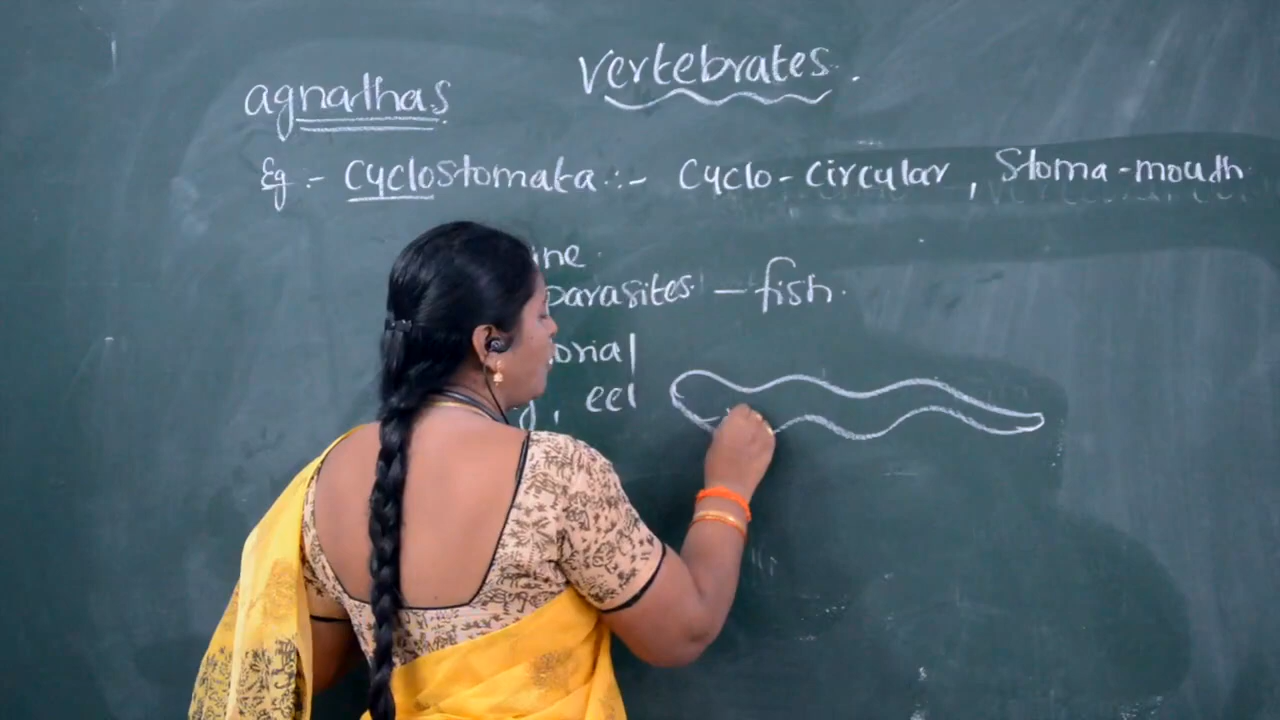 vertebrates.
agnathas.
Eg:- Cyclostomata :- Cyclo-circular, Stoma-mouth
parasites - fish.
, eel